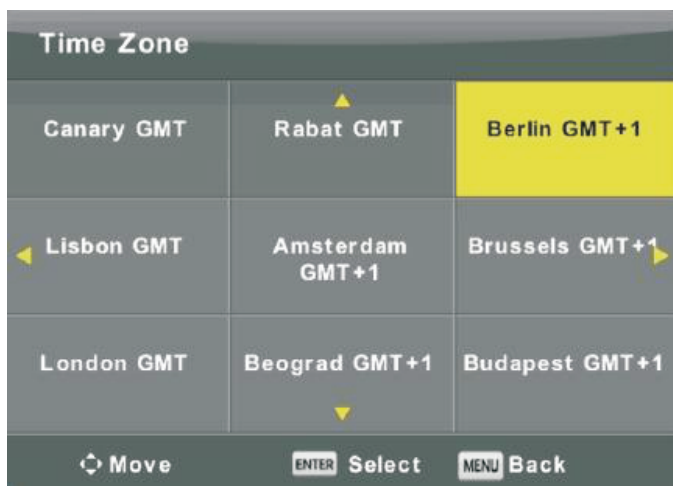 Time Zone
Canary GMT
Rabat GMT
Berlin GMT+1
Lisbon GMT
Amsterdam
GMT+1
Brussels GMT+1
London GMT
Beograd GMT+1
Budapest GMT+1
Move
ENTER Select
MENU Back